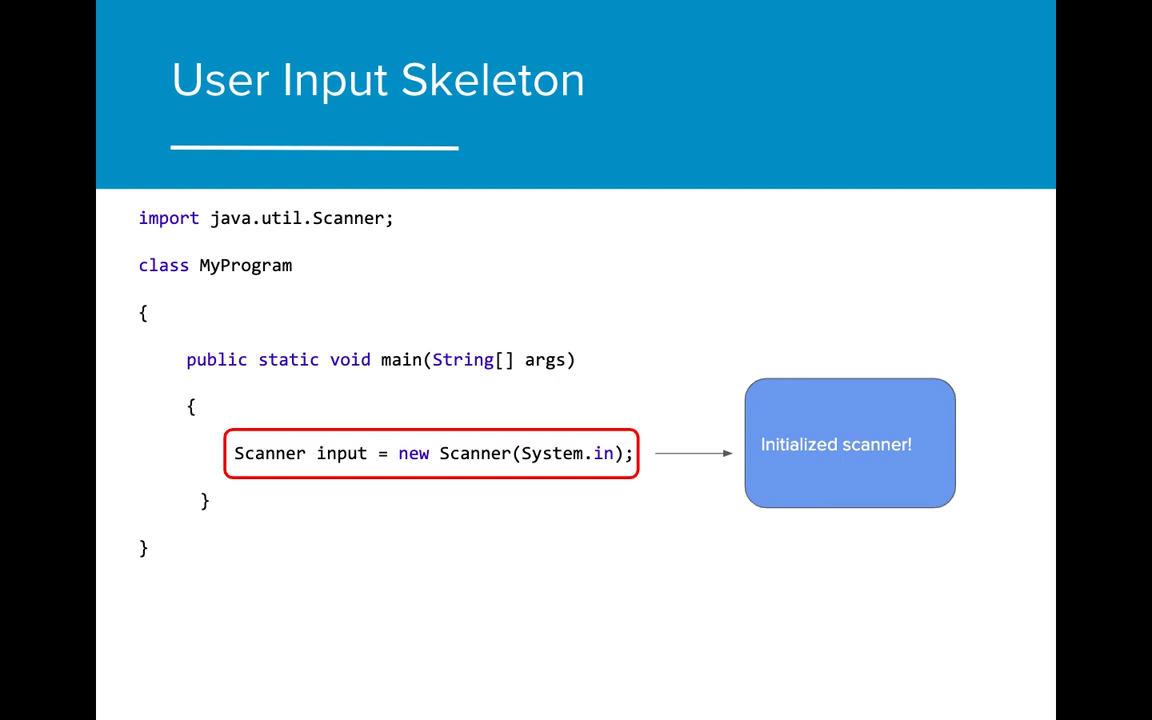 User Input Skeleton
import java.util.Scanner;
class MyProgram
{
public static void main(String[] args)
{
Scanner input = new Scanner(System.in);
Initialized scanner!
}
}